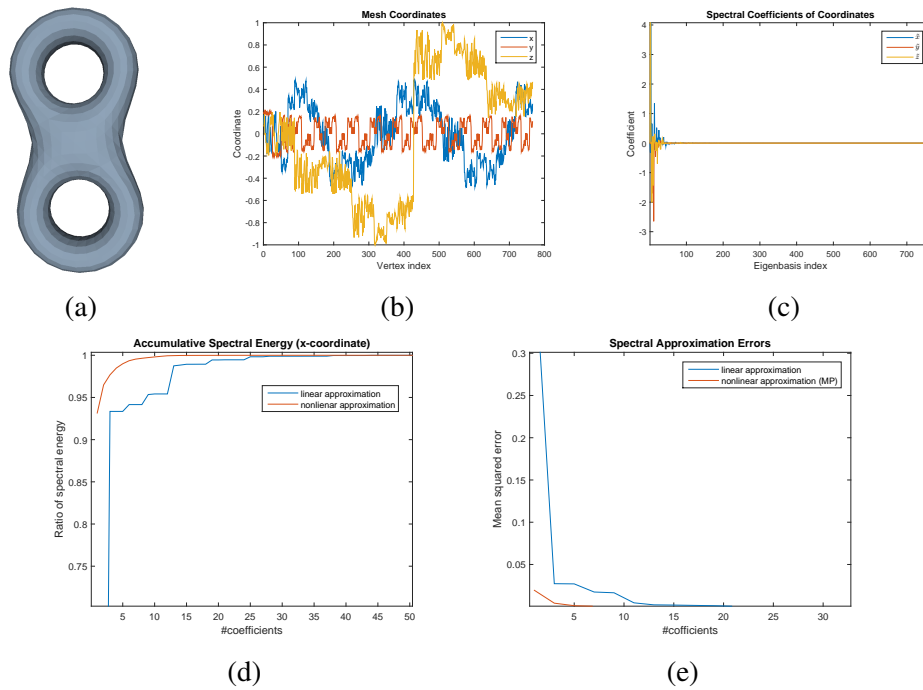 Mesh Coordinates
Coordinate
1
0.8
0.6
0.4
0.2
0
-0.2
-0.4
-0.6
-0.8
-1
0 100 200 300 400 500 600 700 800
Vertex index
x
y
z
Spectral Coefficients of Coordinates
Coefficient
4
3
2
1
0
-1
-2
-3
100 200 300 400 500 600 700
Eigenbasis index
x̃
ỹ
z̃
(a)
(b)
(c)
Accumulative Spectral Energy (x-coordinate)
Ratio of spectral energy
1
0.95
0.9
0.85
0.8
0.75
5 10 15 20 25 30 35 40 45 50
#coefficients
linear approximation
nonlienar approximation
Spectral Approximation Errors
Mean squared error
0.3
0.25
0.2
0.15
0.1
0.05
5 10 15 20 25 30
#cofficients
linear approximation
nonlinear approximation (MP)
(d)
(e)